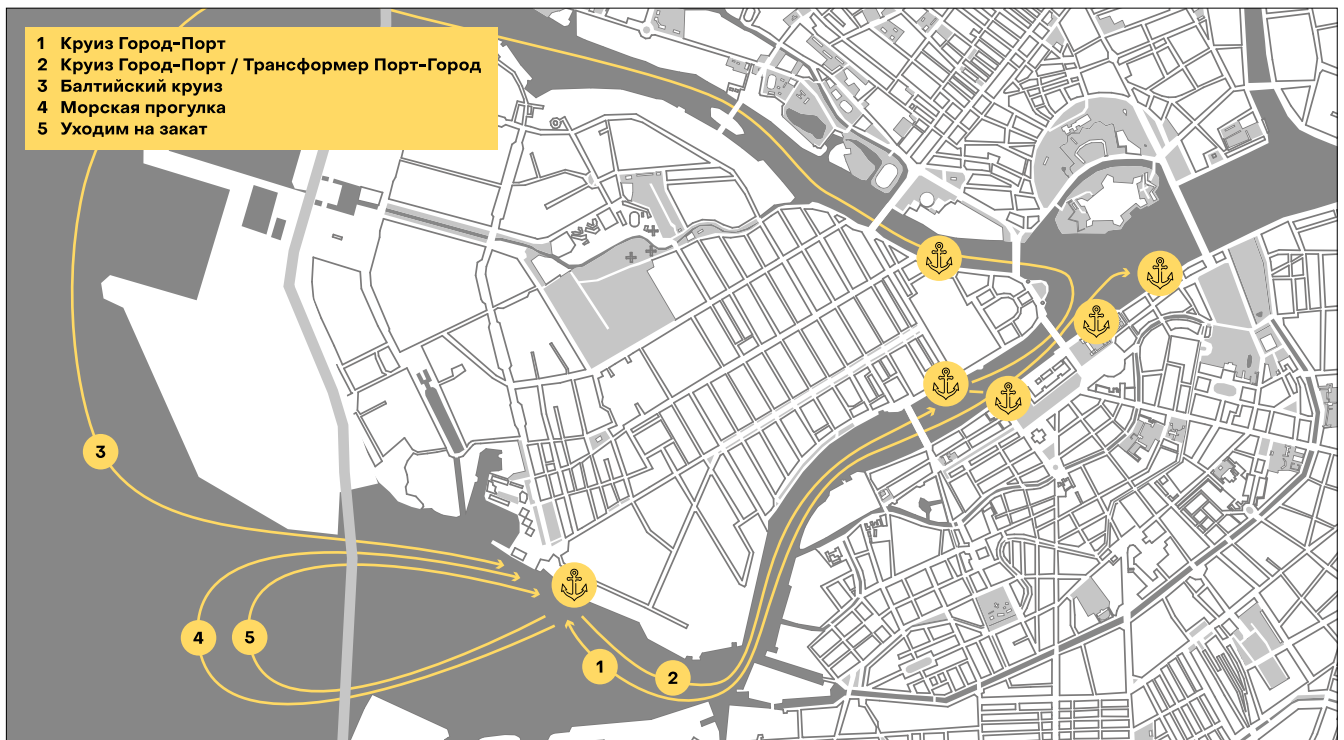 1 Круиз Город-Порт
2 Круиз Город-Порт / Трансформер Порт-Город
3 Балтийский круиз
4 Морская прогулка
5 Уходим на закат
3
4
5
1
2